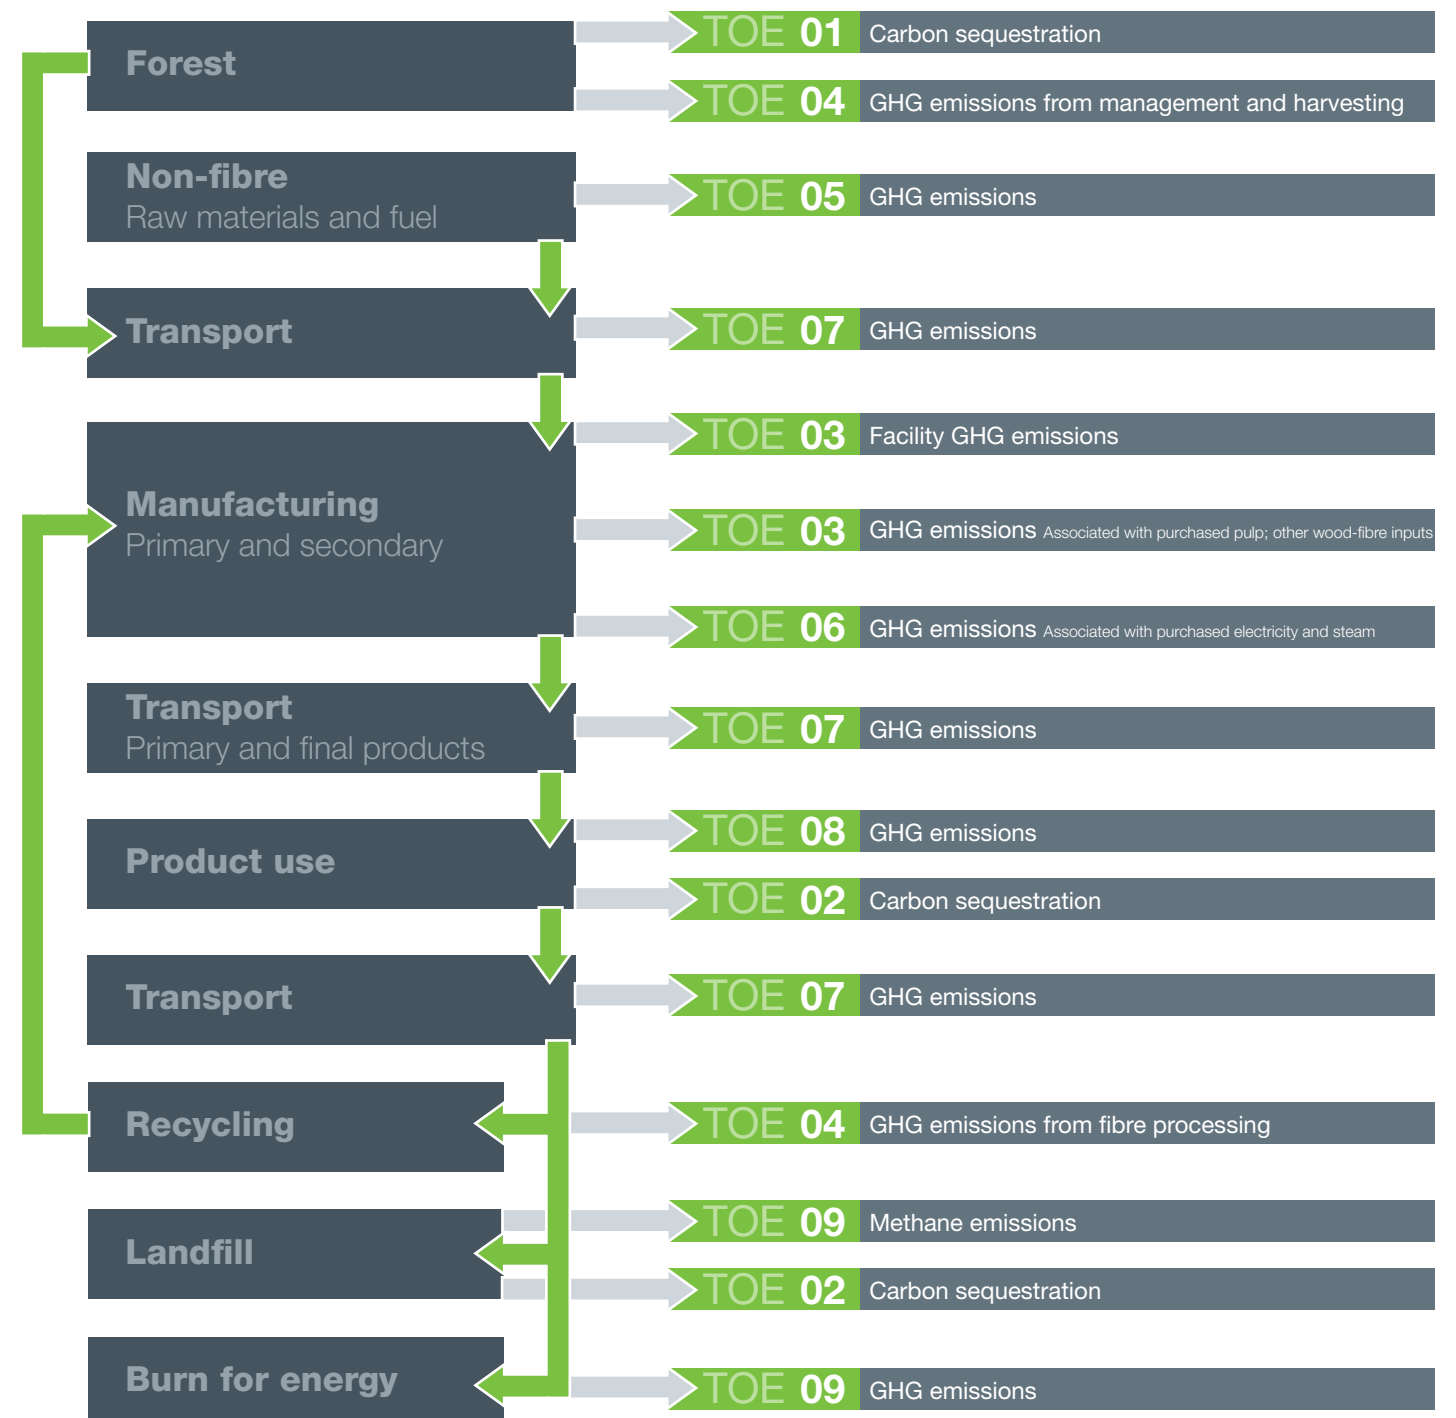 Forest
TOE 01 Carbon sequestration
TOE 04 GHG emissions from management and harvesting
Non-fibre
Raw materials and fuel
TOE 05 GHG emissions
Transport
TOE 07 GHG emissions
Manufacturing
Primary and secondary
TOE 03 Facility GHG emissions
TOE 03 GHG emissions Associated with purchased pulp; other wood-fibre inputs
TOE 06 GHG emissions Associated with purchased electricity and steam
Transport
Primary and final products
TOE 07 GHG emissions
Product use
TOE 08 GHG emissions
TOE 02 Carbon sequestration
Transport
TOE 07 GHG emissions
Recycling
TOE 04 GHG emissions from fibre processing
Landfill
TOE 09 Methane emissions
TOE 02 Carbon sequestration
Burn for energy
TOE 09 GHG emissions